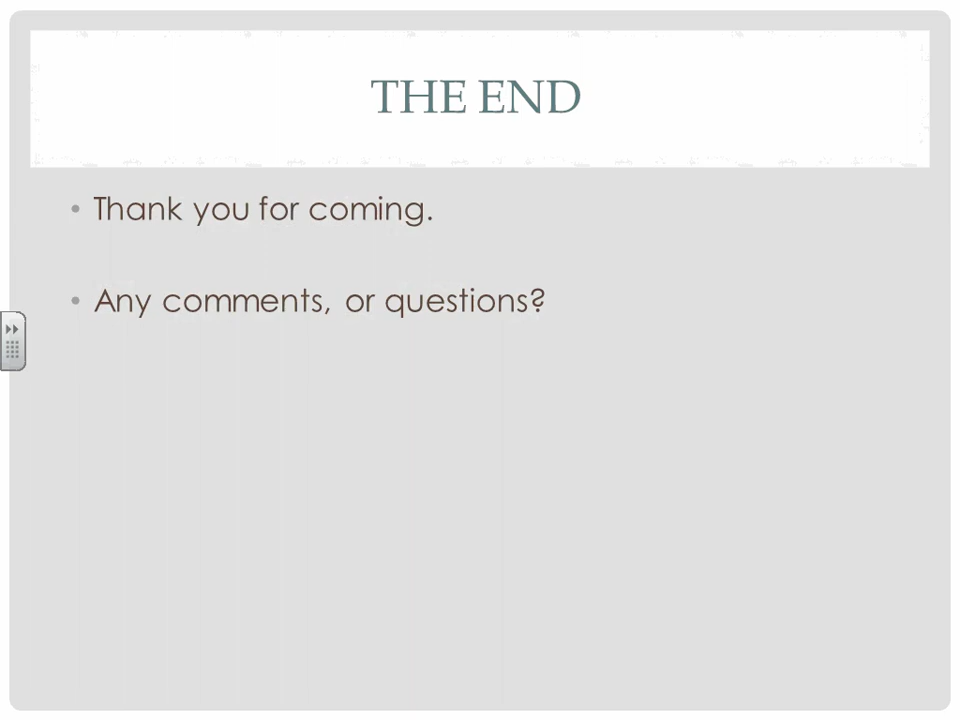 THE END
• Thank you for coming.
• Any comments, or questions?